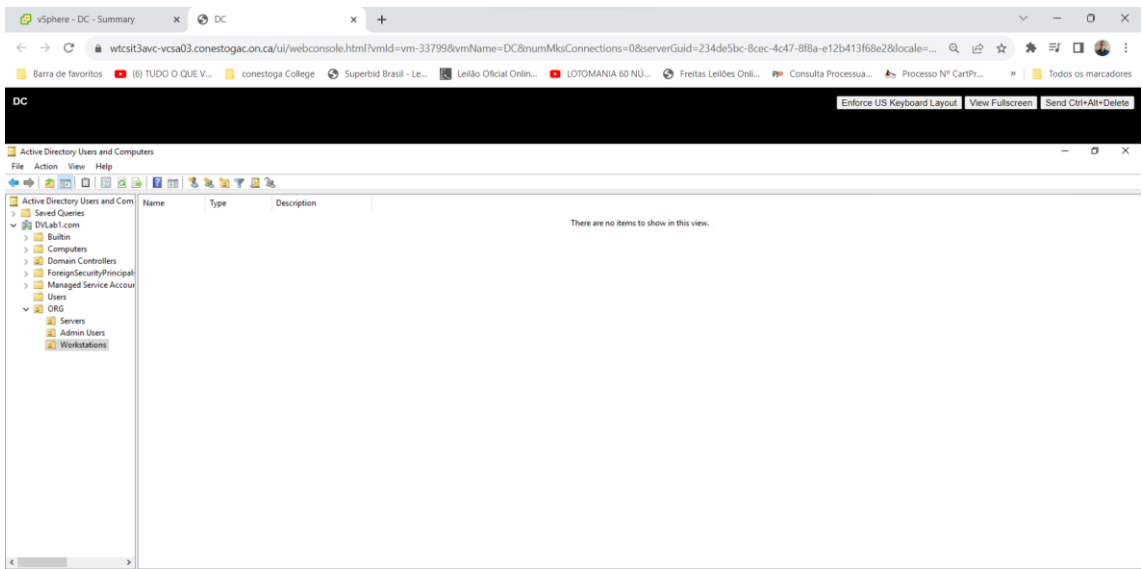 vSphere - DC - Summary
DC
wtcsit3avc-vcsa03.conestogac.on.ca/ui/webconsole.html?vmId=vm-33799&vmName=DC&numMksConnections=0&serverGuid=234de5bc-8cec-4c47-8f8a-e12b413f68e2&locale=...
Barra de favoritos (6) TUDO O QUE V... conestoga College Superbid Brasil - Le... Leilão Oficial Onlin... LOTOMANIA 60 NÚ... Freitas Leilões Onli... Consulta Processua... Processo Nº CartPr... » Todos os marcadores
DC Enforce US Keyboard Layout View Fullscreen Send Ctrl+Alt+Delete
Active Directory Users and Computers
File Action View Help
Active Directory Users and Com
Saved Queries
DVLab1.com
Builtin
Computers
Domain Controllers
ForeignSecurityPrincipals
Managed Service Accour
Users
ORG
Servers
Admin Users
Workstations
Name Type Description
There are no items to show in this view.